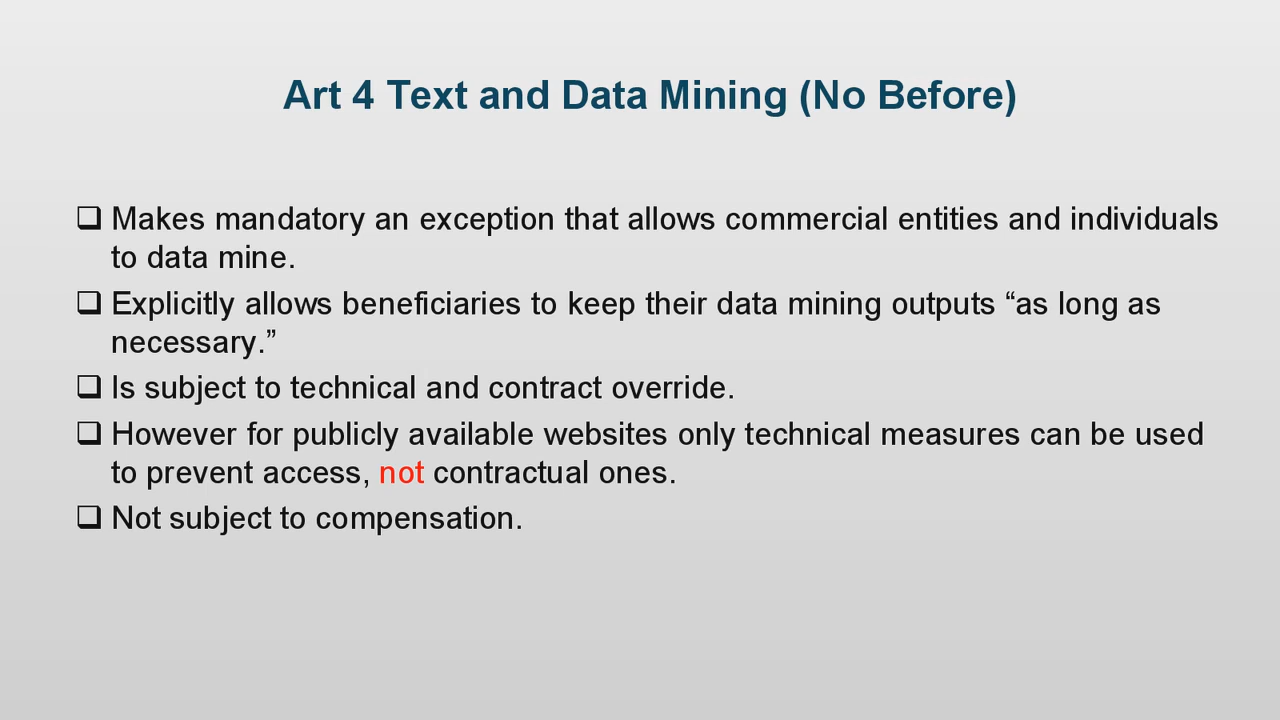 Art 4 Text and Data Mining (No Before)
❑ Makes mandatory an exception that allows commercial entities and individuals
to data mine.
❑ Explicitly allows beneficiaries to keep their data mining outputs “as long as
necessary.”
❑ Is subject to technical and contract override.
❑ However for publicly available websites only technical measures can be used
to prevent access, not contractual ones.
❑ Not subject to compensation.